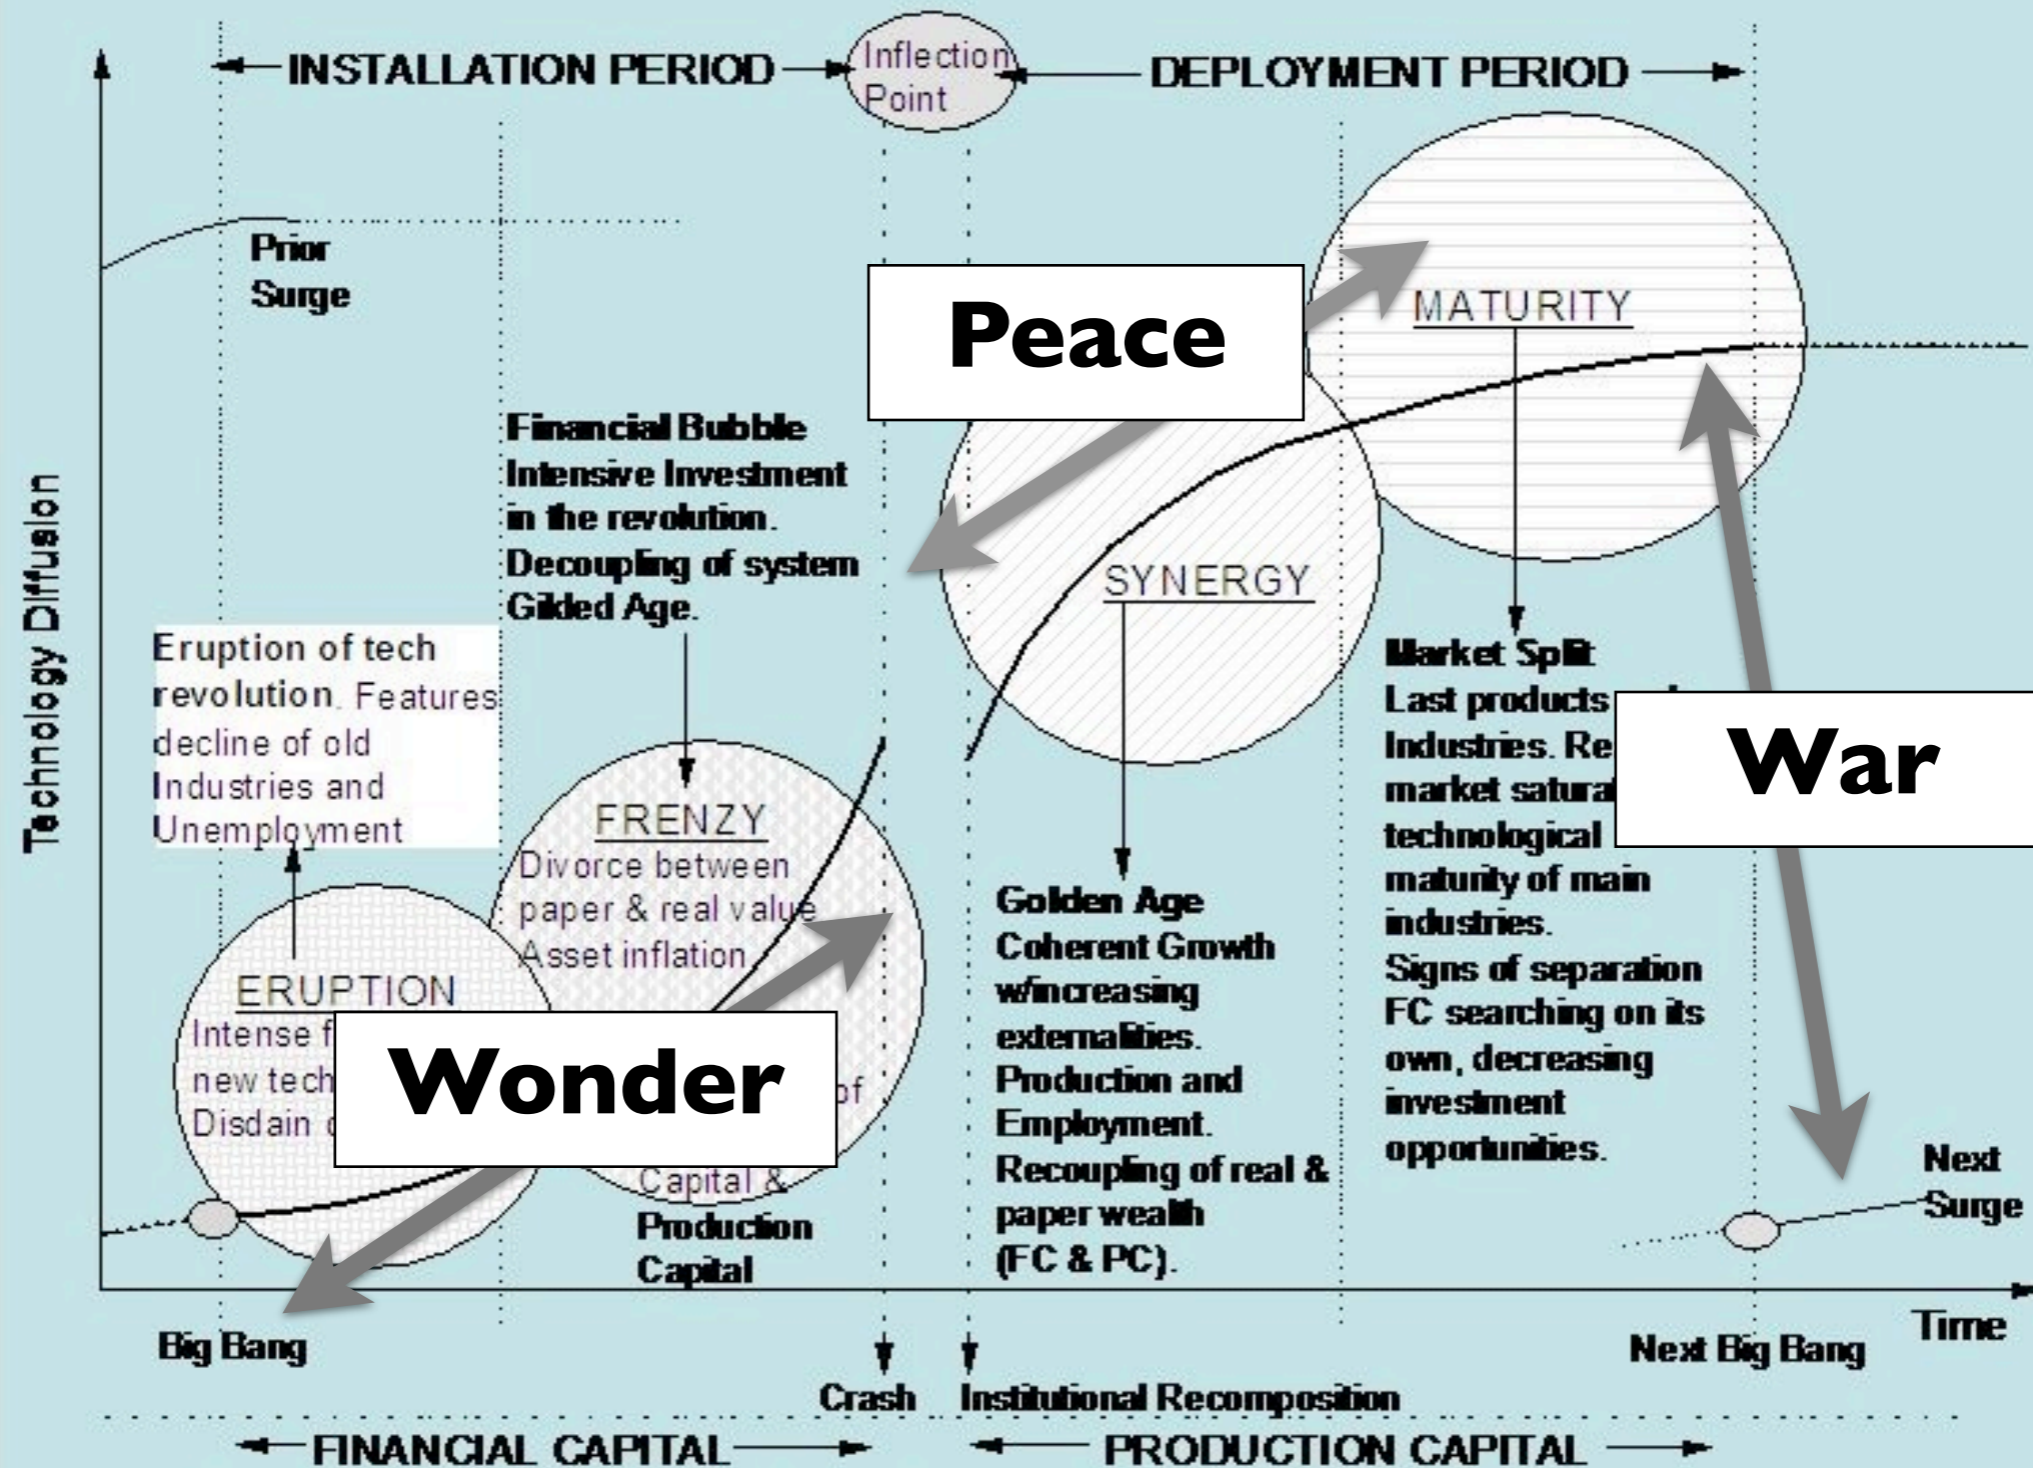 INSTALLATION PERIOD
Inflection
Point
DEPLOYMENT PERIOD
Technology Diffusion
Prior
Surge
Peace
MATURITY
Financial Bubble
Intensive Investment
in the revolution.
Decoupling of system
Gilded Age.
SYNERGY
Eruption of tech
revolution. Features
decline of old
Industries and
Unemployment
Market Split
Last products
Industries.
market
technological
maturity of main
industries.
Signs of separation
FC searching on its
own, decreasing
investment
opportunities.
War
FRENZY
Divorce between
paper & real value
Asset inflation
of
Capital &
Production
Capital
ERUPTION
Intense
new tech
Disdain
Wonder
Golden Age
Coherent Growth
w/increasing
externalities.
Production and
Employment.
Recoupling of real &
paper wealth
(FC & PC).
Next
Surge
Time
Big Bang
Next Big Bang
Crash
Institutional Recomposition
FINANCIAL CAPITAL
PRODUCTION CAPITAL